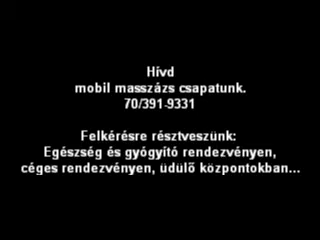 Hívd
mobil masszázs csapatunk.
70/391-9331
Felkérésre résztveszünk:
Egészség és gyógyító rendezvényen,
céges rendezvényen, üdülő központokban...